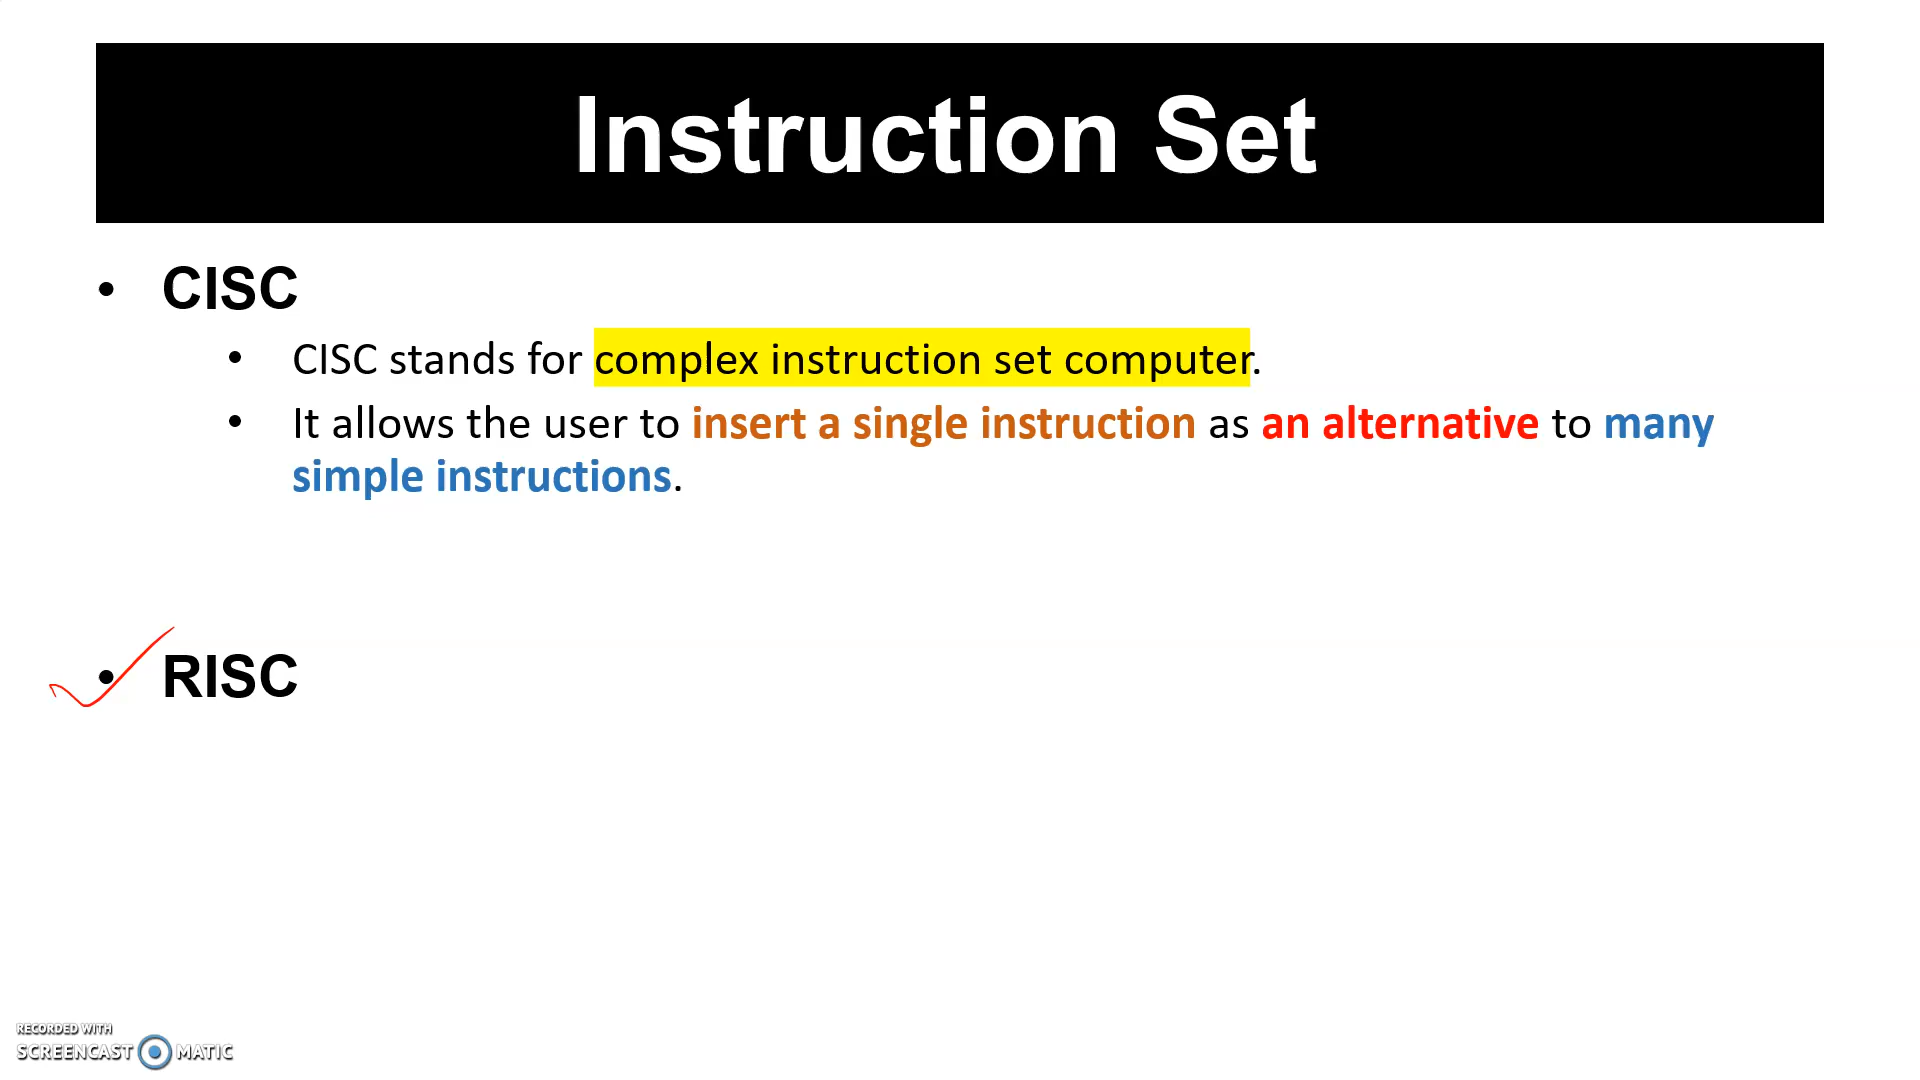 Instruction Set
• CISC
• CISC stands for complex instruction set computer.
• It allows the user to insert a single instruction as an alternative to many
simple instructions.
• RISC
RECORDED WITH
SCREENCAST MATIC